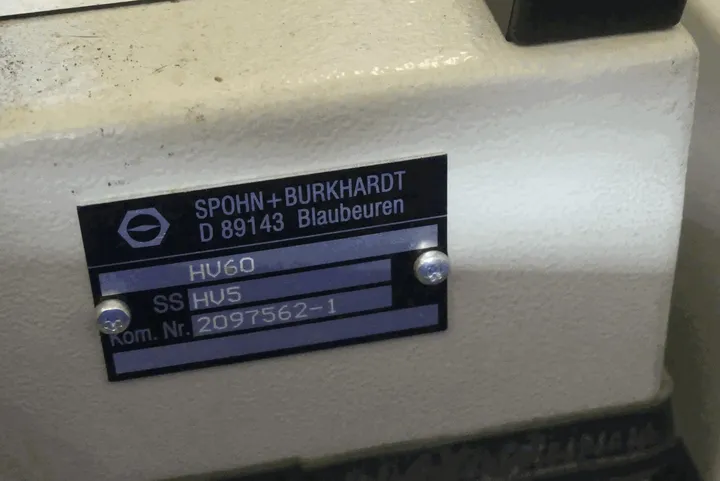 SPOHN+BURKHARDT
D 89143 Blaubeuren
HV60
SS HV5
Kom. Nr. 2097562-1